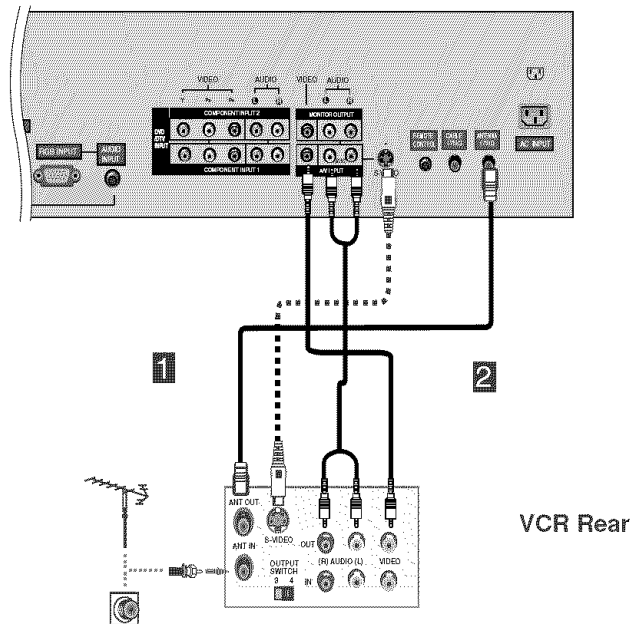 VIDEO AUDIO VIDEO AUDIO
COMPONENT INPUT 2 MONITOR OUTPUT
DVD
/DTV
INPUT
COMPONENT INPUT 1 A/V INPUT
RGB INPUT
AUDIO
INPUT
REMOTE
CONTROL
CABLE
ANTENNA
AC INPUT
1
2
ANT OUT
S-VIDEO
ANT IN
OUTPUT
SWITCH
3 4
OUT
(R) AUDIO (L) VIDEO
IN
VCR Rear